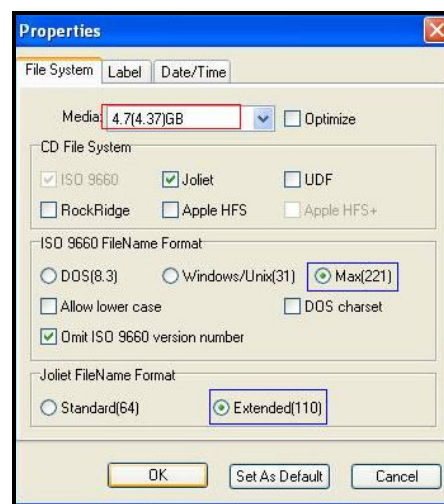 Properties
File System Label Date/Time
Media: 4.7(4.37)GB Optimize
CD File System
ISO 9660 Joliet UDF
RockRidge Apple HFS Apple HFS+
ISO 9660 FileName Format
DOS(8.3) Windows/Unix(31) Max(221)
Allow lower case DOS charset
Omit ISO 9660 version number
Joliet FileName Format
Standard(64) Extended(110)
OK Set As Default Cancel